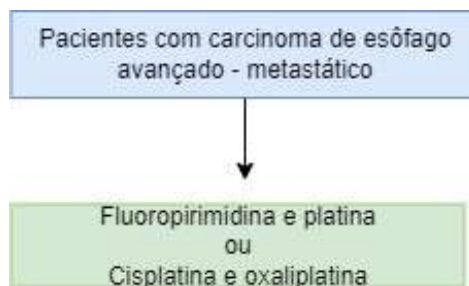 Pacientes com carcinoma de esôfago
avançado - metastático
Fluoropirimidina e platina
ou
Cisplatina e oxaliplatina